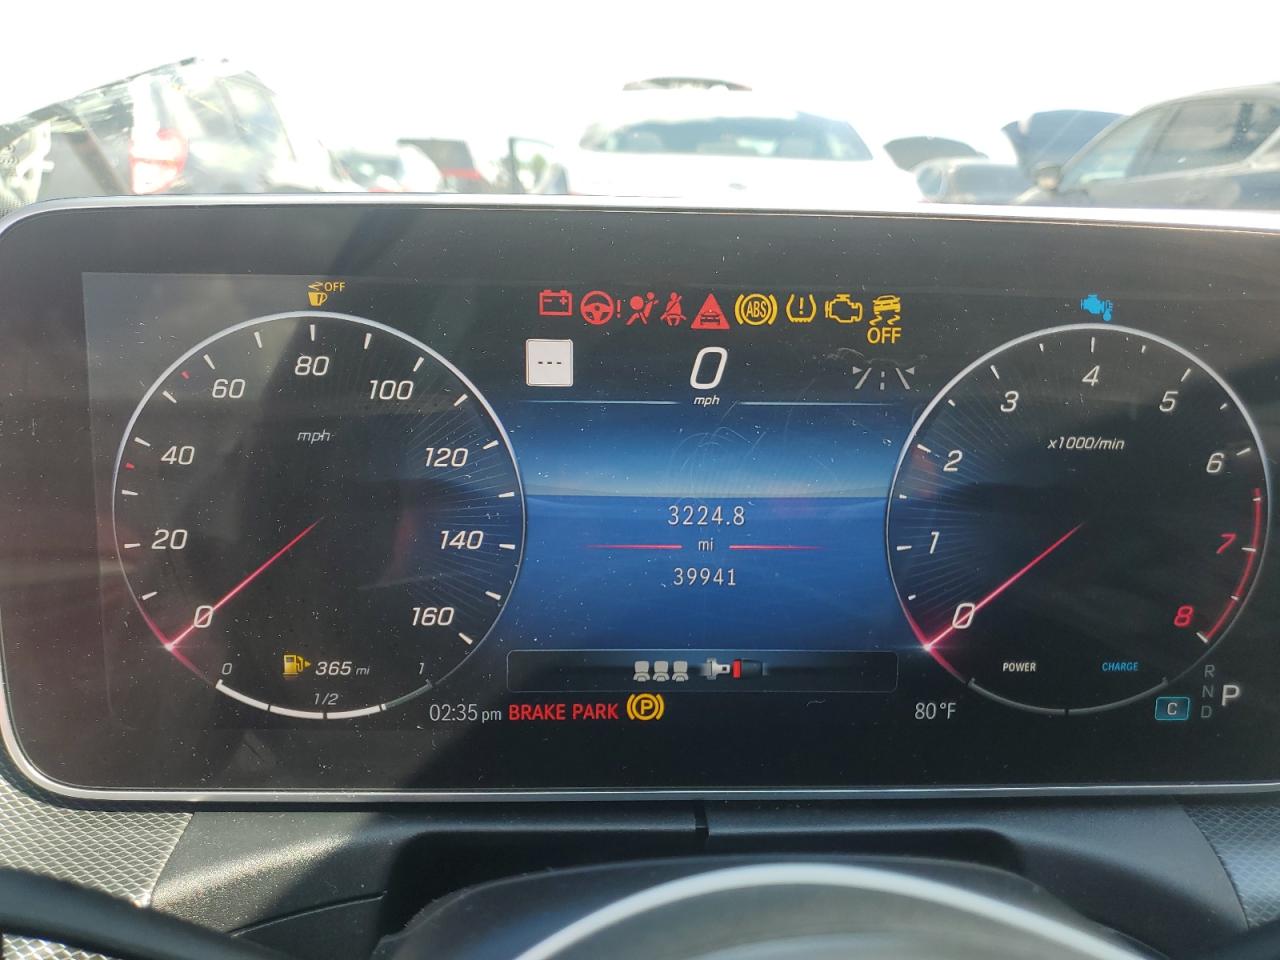 OFF
ABS
OFF
---
0
mph
0
20
40
60
80
100
120
140
160
mph
365 mi
0
1/2
1
3224.8
mi
39941
0
1
2
3
4
5
6
7
8
x1000/min
POWER
CHARGE
02:35 pm
BRAKE PARK
P
80°F
C
R
N
D
P